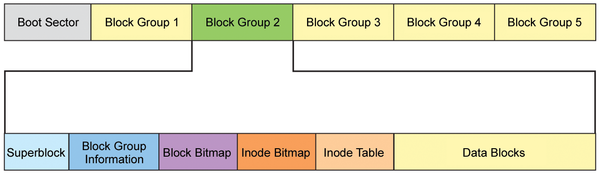 Boot Sector
Block Group 1
Block Group 2
Block Group 3
Block Group 4
Block Group 5
Superblock
Block Group
Information
Block Bitmap
Inode Bitmap
Inode Table
Data Blocks